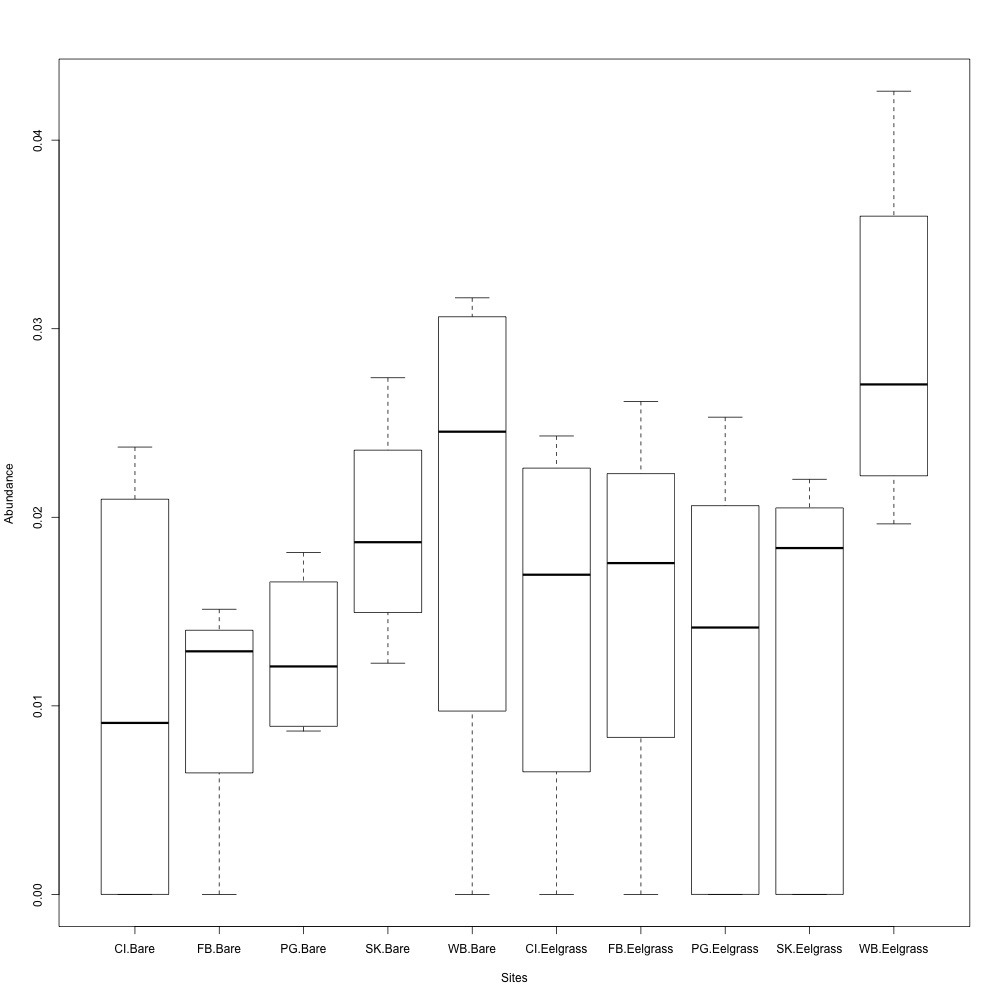 Abundance
0.04
0.03
0.02
0.01
0.00
CI.Bare FB.Bare PG.Bare SK.Bare WB.Bare CI.Eelgrass FB.Eelgrass PG.Eelgrass SK.Eelgrass WB.Eelgrass
Sites